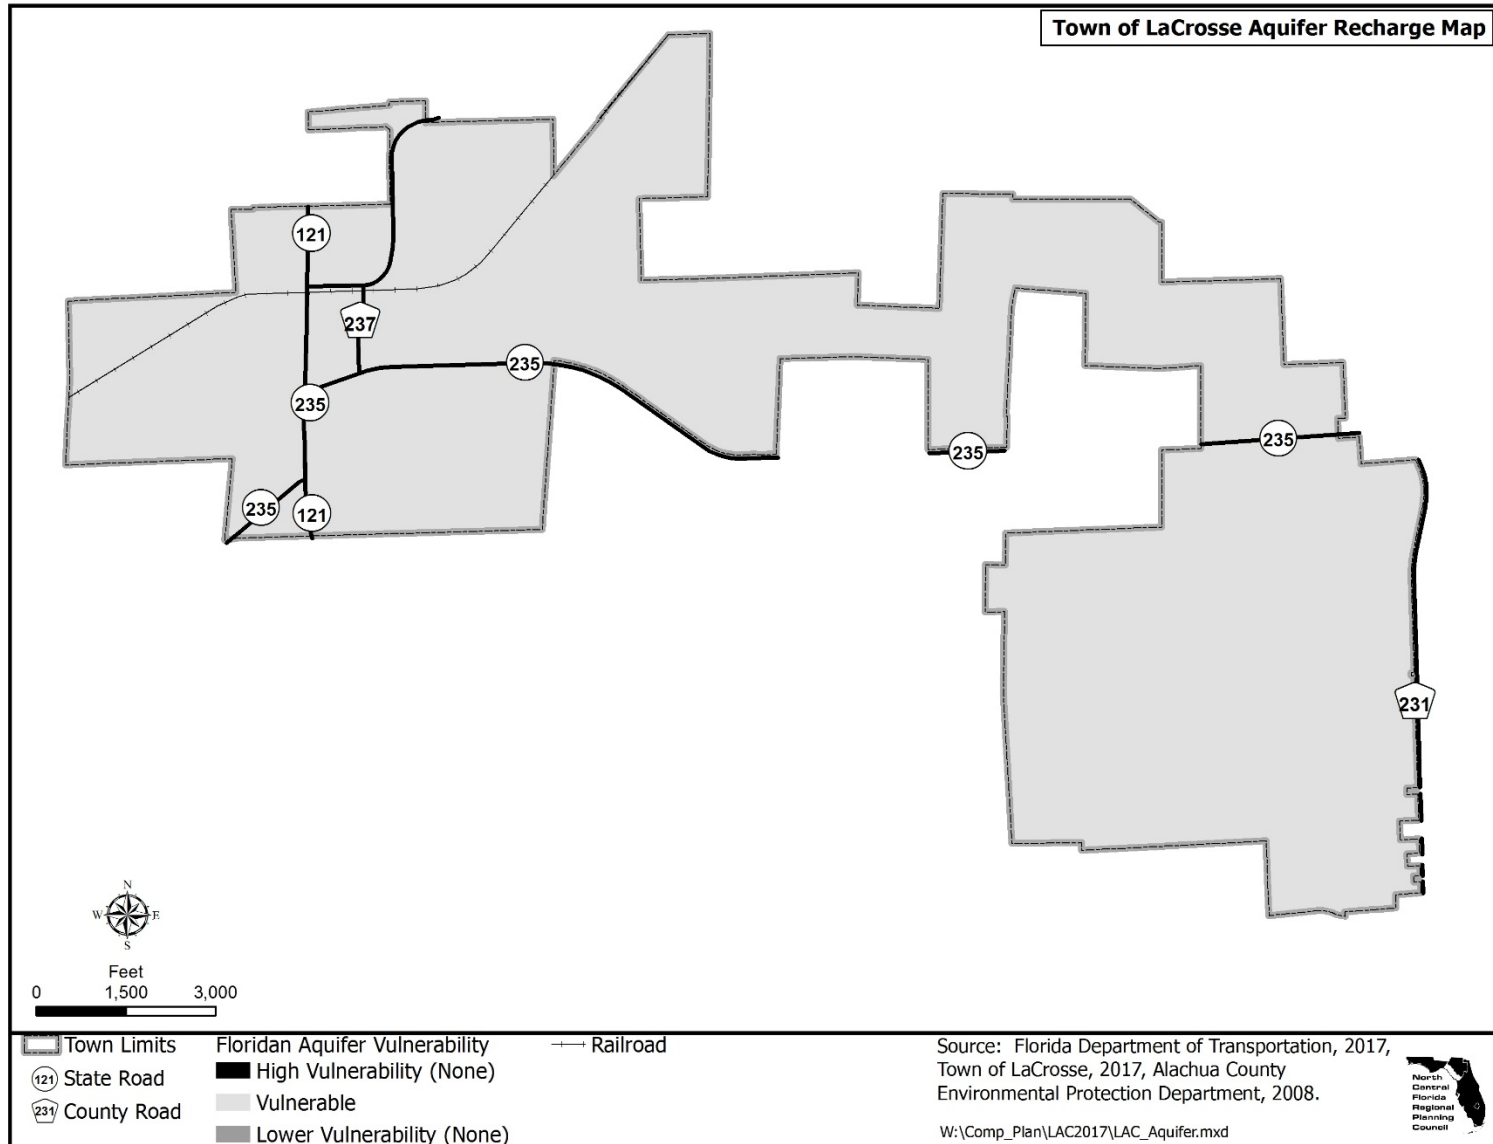 Town of LaCrosse Aquifer Recharge Map
121
237
235
235
235
235
235
121
231
N
W E
S
Feet
0 1,500 3,000
Town Limits
121 State Road
231 County Road
Floridan Aquifer Vulnerability
High Vulnerability (None)
Vulnerable
Lower Vulnerability (None)
Railroad
Source: Florida Department of Transportation, 2017,
Town of LaCrosse, 2017, Alachua County
Environmental Protection Department, 2008.
W:\Comp_Plan\LAC2017\LAC_Aquifer.mxd
North
Central
Florida
Regional
Planning
Council